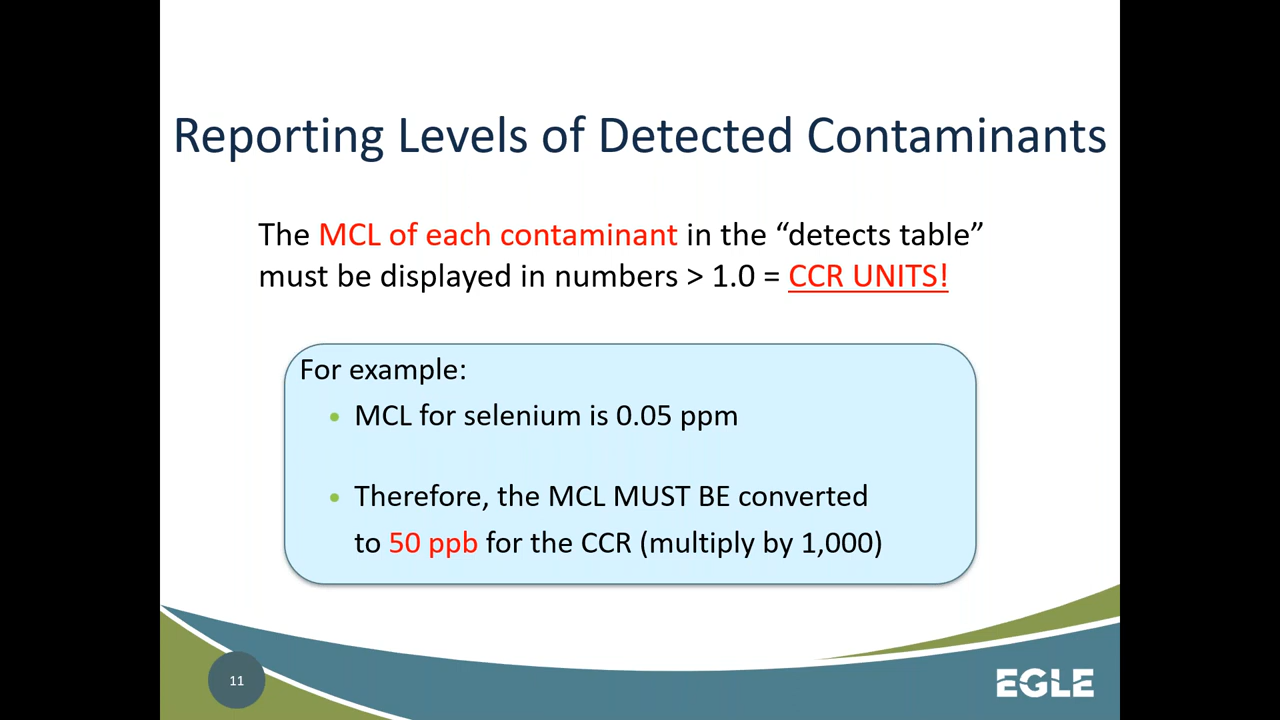 Reporting Levels of Detected Contaminants
The MCL of each contaminant in the “detects table”
must be displayed in numbers > 1.0 = CCR UNITS!
For example:
• MCL for selenium is 0.05 ppm
• Therefore, the MCL MUST BE converted
to 50 ppb for the CCR (multiply by 1,000)
11
EGLE